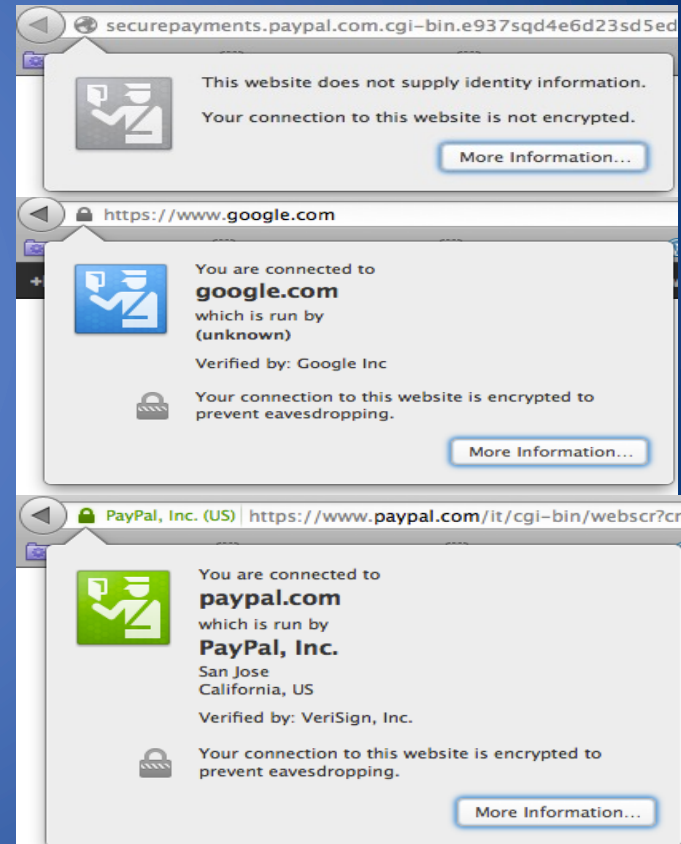 securepayments.paypal.com.cgi-bin.e937sqd4e6d23sd5ed
This website does not supply identity information.
Your connection to this website is not encrypted.
More Information...
https://www.google.com
You are connected to
google.com
which is run by
(unknown)
Verified by: Google Inc
Your connection to this website is encrypted to
prevent eavesdropping.
More Information...
PayPal, Inc. (US) https://www.paypal.com/it/cgi-bin/webscr?cr
You are connected to
paypal.com
which is run by
PayPal, Inc.
San Jose
California, US
Verified by: VeriSign, Inc.
Your connection to this website is encrypted to
prevent eavesdropping.
More Information...